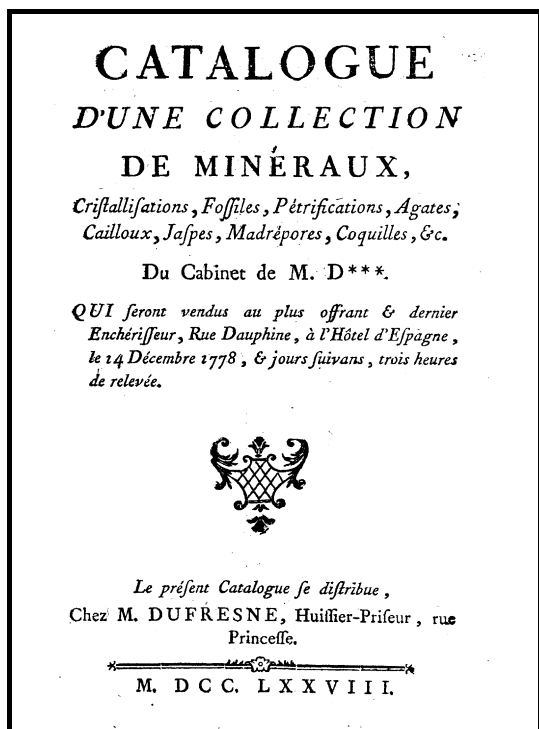 CATALOGUE
D'UNE COLLECTION
DE MINÉRAUX,
Criſtalliſations, Foſſiles, Pétrifications, Agates,
Cailloux, Jaſpes, Madrépores, Coquilles, &c.
Du Cabinet de M. D***.
QUI ſeront vendus au plus offrant & dernier
Enchériſſeur, Rue Dauphine, à l'Hôtel d'Eſpagne,
le 14 Décembre 1778, & jours ſuivans, trois heures
de relevée.
Le préſent Catalogue ſe diſtribue,
Chez M. DUFRESNE, Huiſſier-Priſeur, rue
Princeſſe.
M. DCC. LXXVIII.